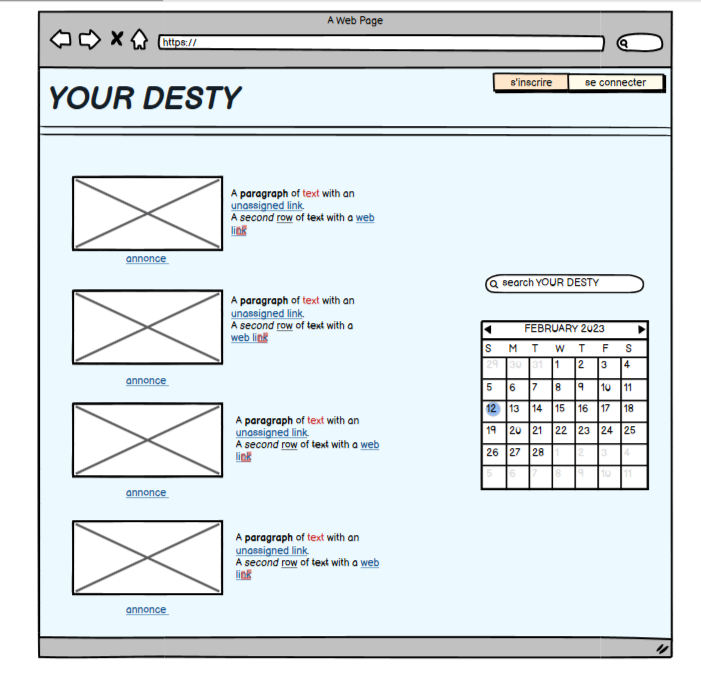 A Web Page
https://
s'inscrire se connecter
YOUR DESTY
A paragraph of text with an
unassigned link.
A second row of text with a web
link
annonce
A paragraph of text with an
unassigned link.
A second row of text with a
web link
annonce
A paragraph of text with an
unassigned link.
A second row of text with a web
link
annonce
A paragraph of text with an
unassigned link.
A second row of text with a web
link
annonce
search YOUR DESTY
FEBRUARY 2023
S M T W T F S
29 30 31 1 2 3 4
5 6 7 8 9 10 11
12 13 14 15 16 17 18
19 20 21 22 23 24 25
26 27 28 1 2 3 4
5 6 7 8 9 10 11